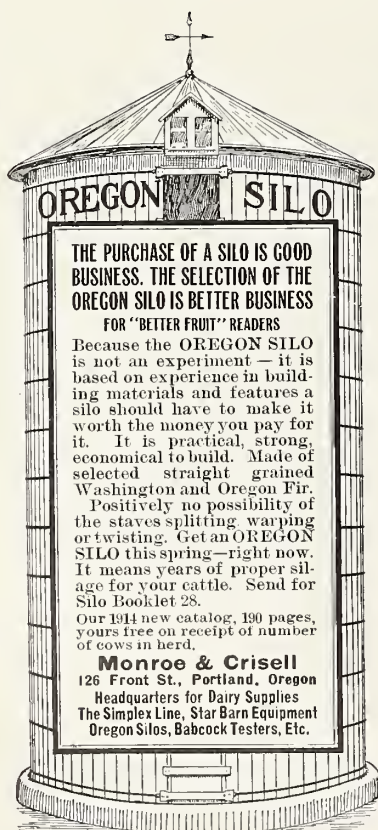 OREGON SILO
THE PURCHASE OF A SILO IS GOOD
BUSINESS. THE SELECTION OF THE
OREGON SILO IS BETTER BUSINESS
FOR "BETTER FRUIT" READERS
Because the OREGON SILO
is not an experiment — it is
based on experience in build-
ing materials and features a
silo should have to make it
worth the money you pay for
it. It is practical, strong,
economical to build. Made of
selected straight grained
Washington and Oregon Fir.
Positively no possibility of
the staves splitting, warping
or twisting. Get an OREGON
SILO this spring—right now.
It means years of proper sil-
age for your cattle. Send for
Silo Booklet 28.
Our 1914 new catalog, 190 pages,
yours free on receipt of number
of cows in herd.
Monroe & Crisell
126 Front St., Portland, Oregon
Headquarters for Dairy Supplies
The Simplex Line, Star Barn Equipment
Oregon Silos, Babcock Testers, Etc.